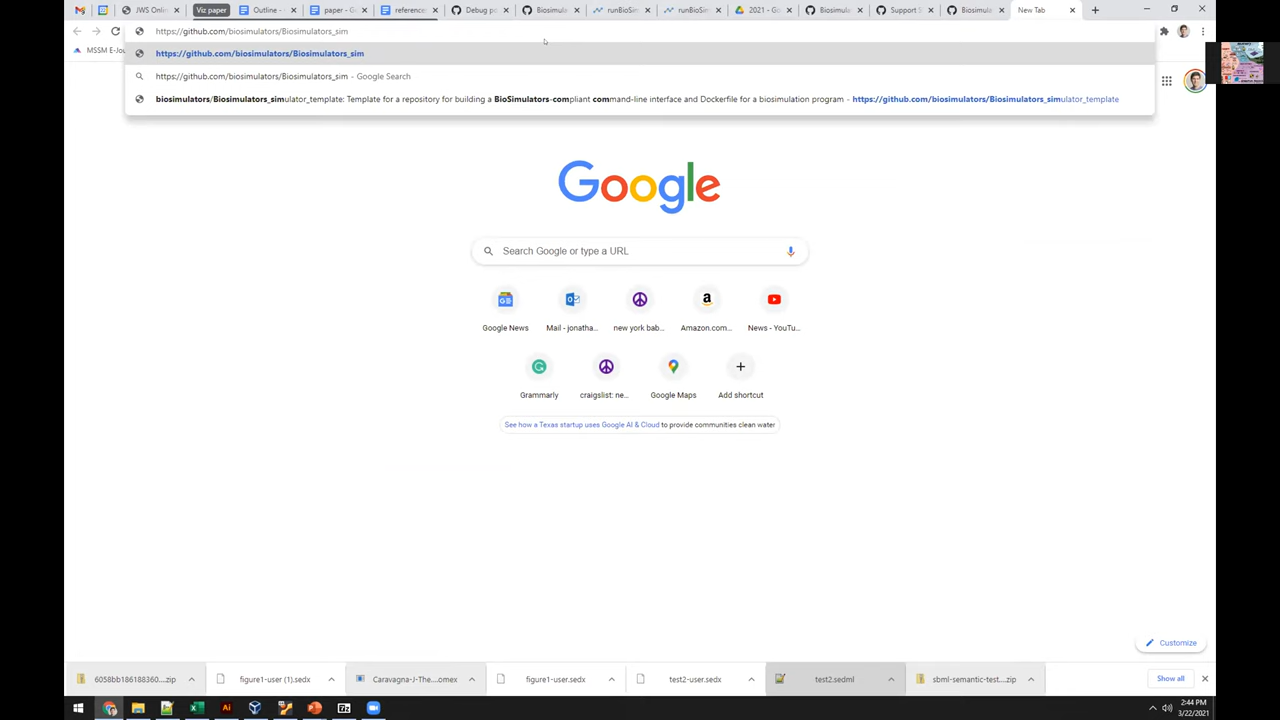 JWS Onlin
Viz paper
Outline -
paper - Go
reference
Debug po
Biosimula
runBioSim
runBioSim
2021 - Go
Biosimula
Support S
Biosimula
New Tab
https://github.com/biosimulators/Biosimulators_sim
MSSM E-Jou
https://github.com/biosimulators/Biosimulators_sim
https://github.com/biosimulators/Biosimulators_sim - Google Search
biosimulators/Biosimulators_simulator_template: Template for a repository for building a BioSimulators-compliant command-line interface and Dockerfile for a biosimulation program - https://github.com/biosimulators/Biosimulators_simulator_template
Google
Search Google or type a URL
Google News
Mail - jonatha...
new york bab...
Amazon.com...
News - YouTu...
Grammarly
craigslist: ne...
Google Maps
Add shortcut
See how a Texas startup uses Google AI & Cloud to provide communities clean water
Customize
6058bb186188360....zip
figure1-user (1).sedx
Caravagna-J-The....omex
figure1-user.sedx
test2-user.sedx
test2.sedml
sbml-semantic-test....zip
Show all
2:44 PM
3/22/2021